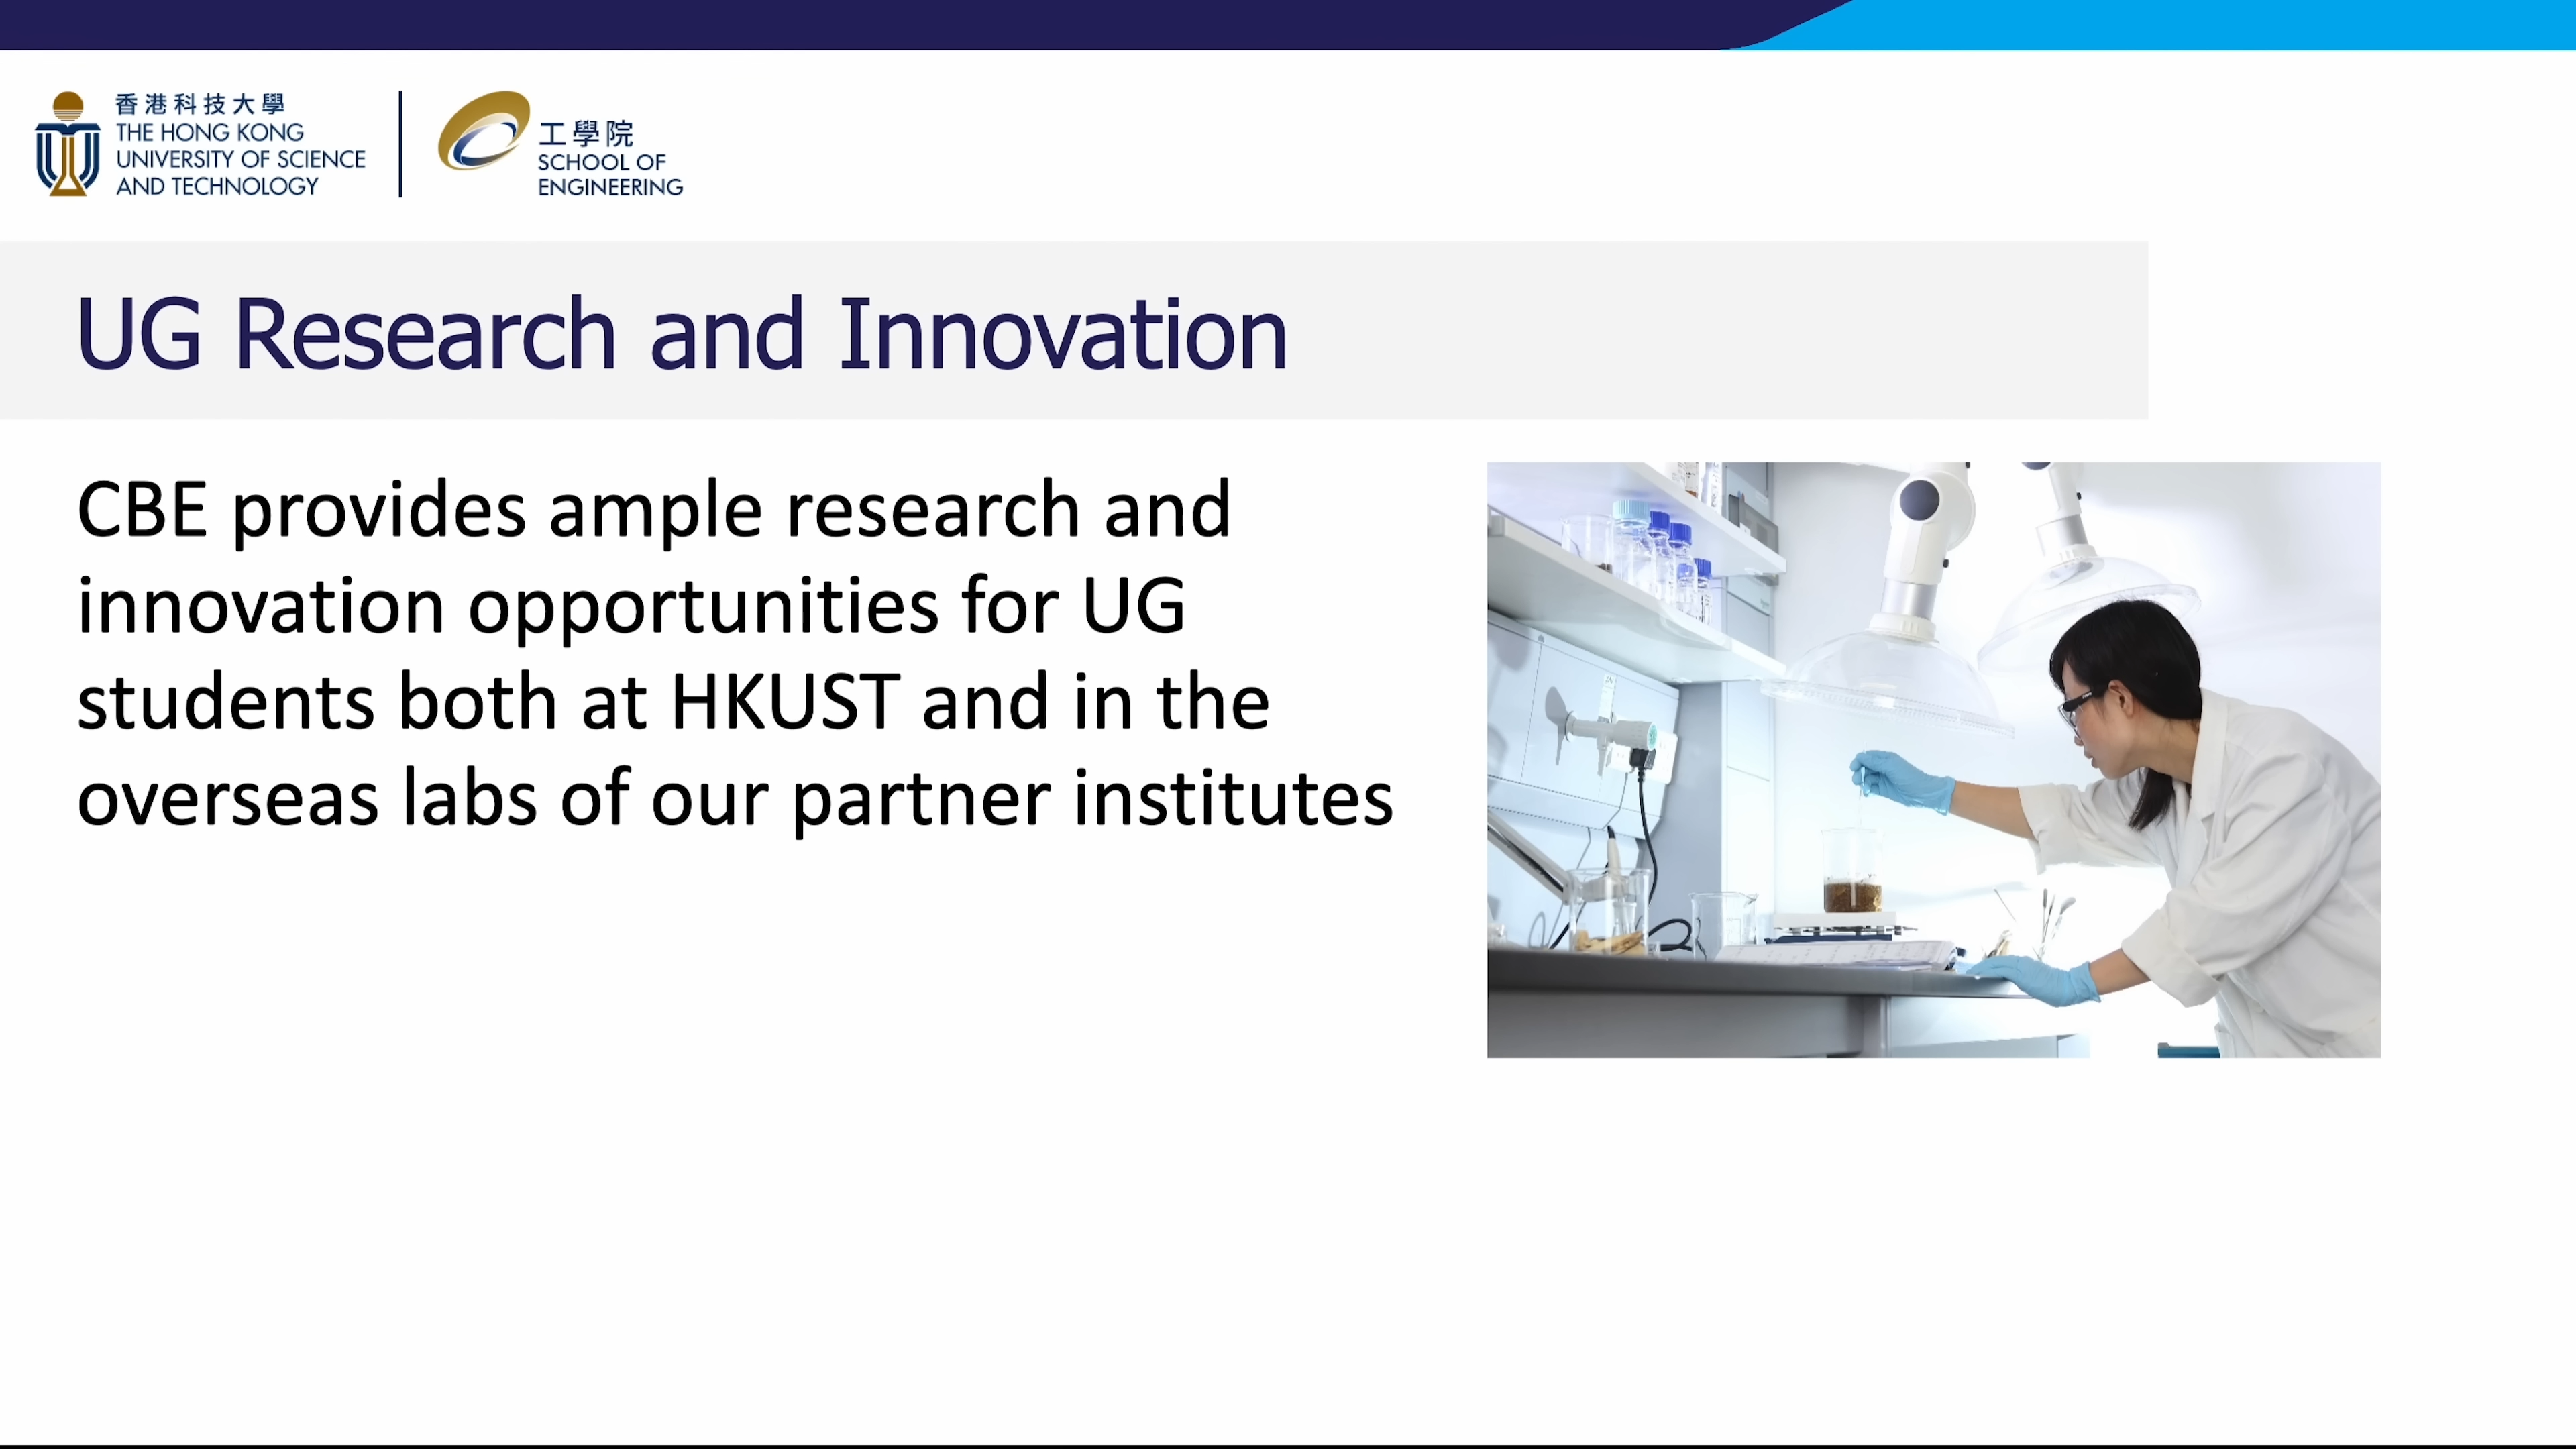 香港科技大學
THE HONG KONG
UNIVERSITY OF SCIENCE
AND TECHNOLOGY
工學院
SCHOOL OF
ENGINEERING
UG Research and Innovation
CBE provides ample research and
innovation opportunities for UG
students both at HKUST and in the
overseas labs of our partner institutes